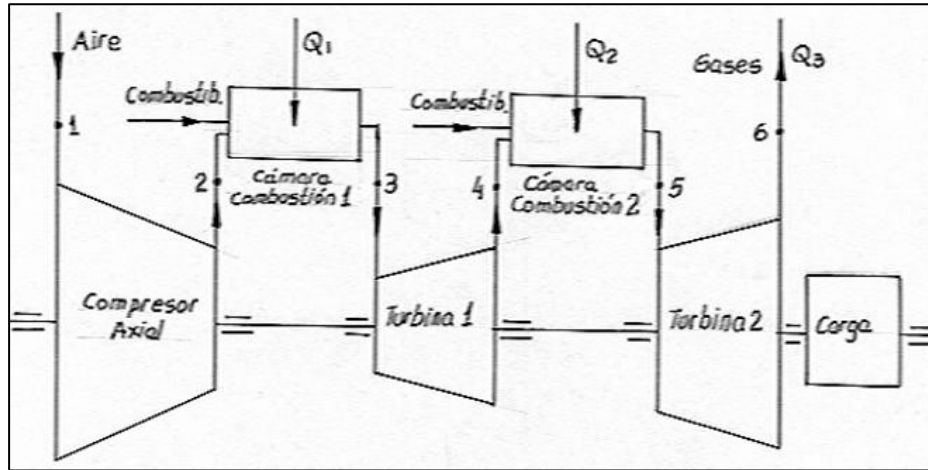 Aire
Q1
Combustib.
1
2
Cámara
Combustión 1
3
Combustib.
Q2
4
Cámara
Combustión 2
5
Gases
Q3
6
Compresor
Axial
Turbina 1
Turbina 2
Carga